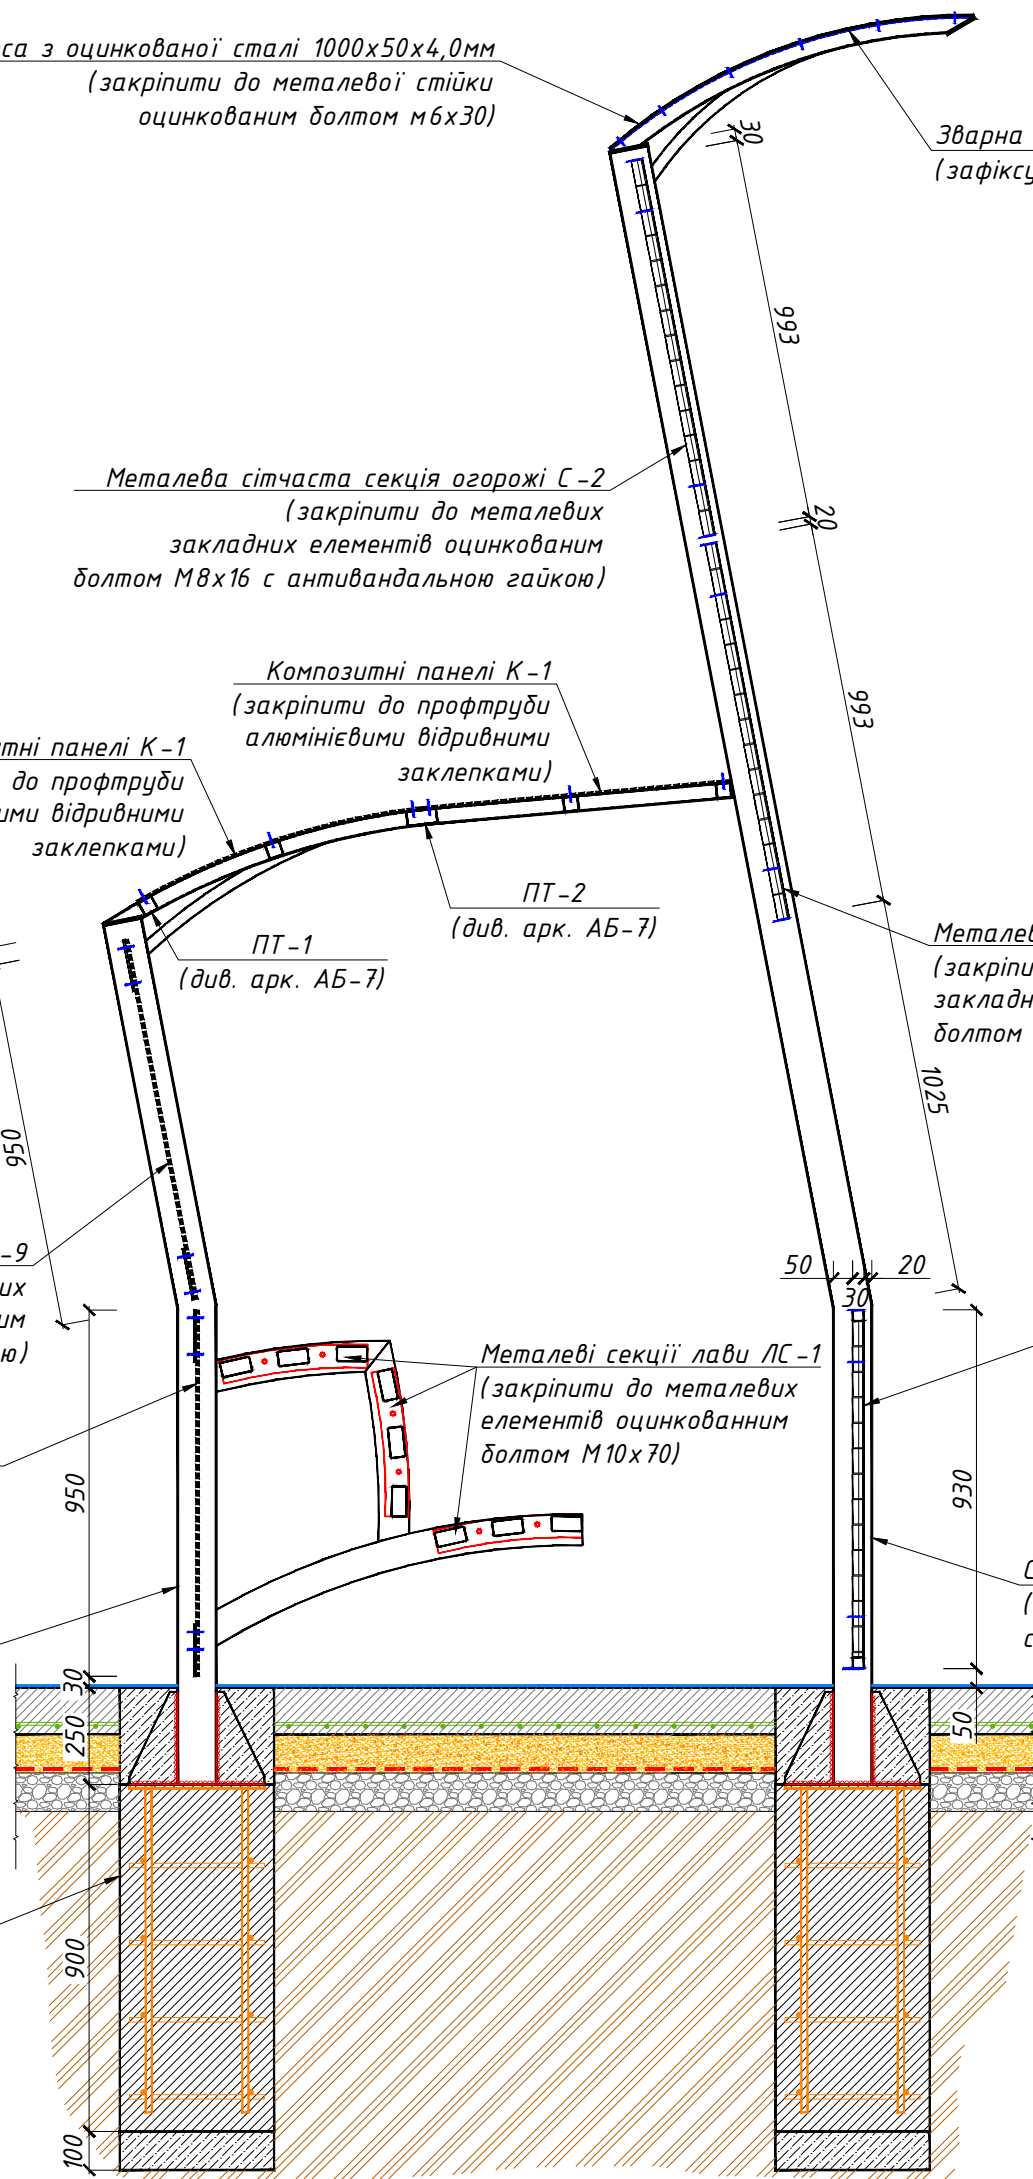 са з оцинкованої сталі 1000х50х4,0мм
(закріпити до металевої стійки
оцинкованим болтом м6х30)
Зварна
(зафіксу
30
993
20
993
1025
Металева сітчаста секція огорожі С-2
(закріпити до металевих
закладних елементів оцинкованим
болтом М8х16 с антивандальною гайкою)
Композитні панелі К-1
(закріпити до профтруби
алюмінієвими відривними
заклепками)
тні панелі К-1
до профтруби
ими відривними
заклепками)
ПТ-2
(див. арк. АБ-7)
ПТ-1
(див. арк. АБ-7)
Металев
(закріпи
закладн
болтом
950
-9
их
им
ю)
50
20
30
Металеві секції лави ЛС-1
(закріпити до металевих
елементів оцинкованним
болтом М10х70)
950
930
С
(
с
30
250
50
900
100